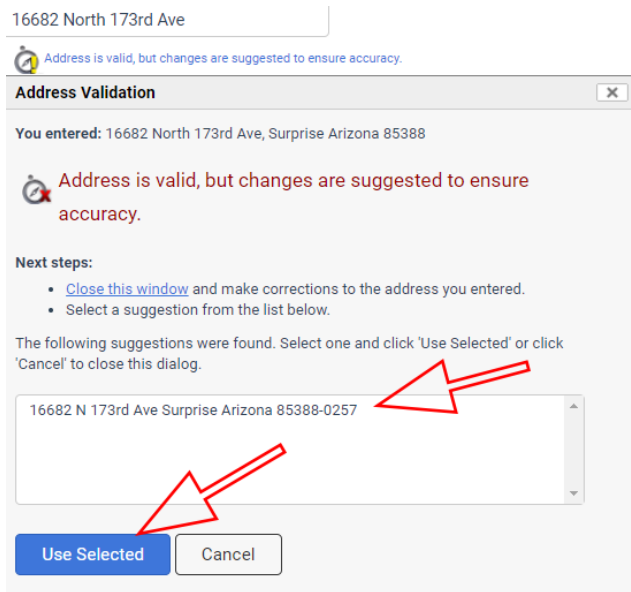 16682 North 173rd Ave
Address is valid, but changes are suggested to ensure accuracy.
Address Validation
You entered: 16682 North 173rd Ave, Surprise Arizona 85388
Address is valid, but changes are suggested to ensure
accuracy.
Next steps:
• Close this window and make corrections to the address you entered.
• Select a suggestion from the list below.
The following suggestions were found. Select one and click 'Use Selected' or click
'Cancel' to close this dialog.
16682 N 173rd Ave Surprise Arizona 85388-0257
Use Selected
Cancel